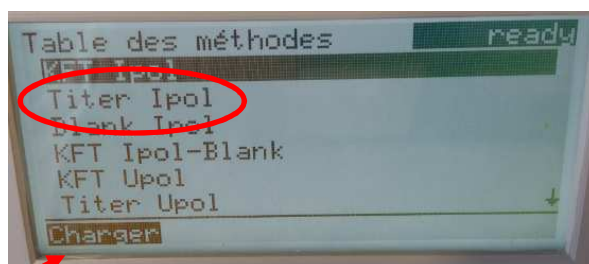 Table des méthodes ready
KFT Ipol
Titer Ipol
Blank Ipol
KFT Ipol-Blank
KFT Upol
Titer Upol
Charger